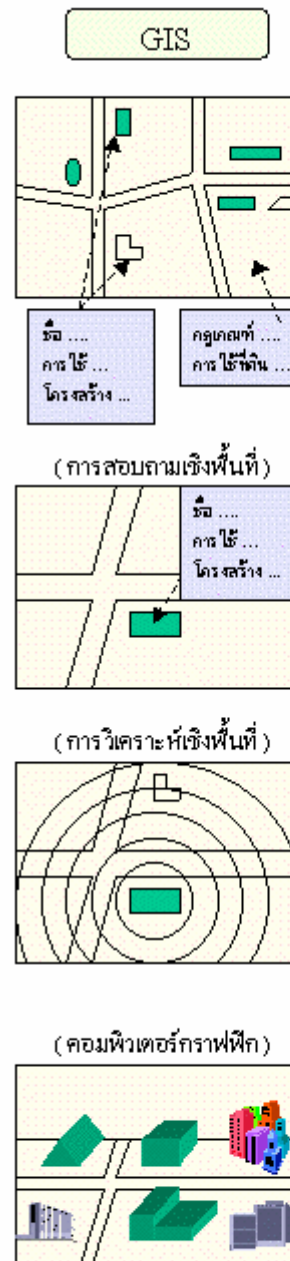 GIS
ชื่อ ....
การใช้ ...
โครงสร้าง ...
กฎเกณฑ์ ....
การใช้ที่ดิน ...
(การสอบถามเชิงพื้นที่)
ชื่อ ....
การใช้ ...
โครงสร้าง ...
(การวิเคราะห์เชิงพื้นที่)
(คอมพิวเตอร์กราฟฟิก)